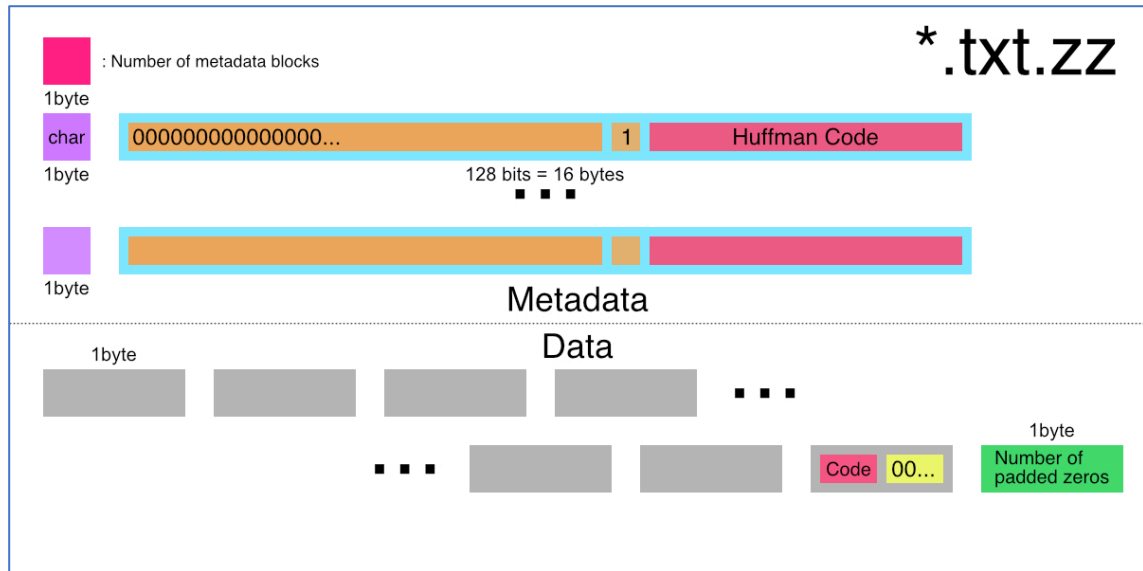 *.txt.zz
: Number of metadata blocks
1byte
char
000000000000000...
1
Huffman Code
1byte
128 bits = 16 bytes
1byte
Metadata
Data
1byte
1byte
Code
00...
Number of
padded zeros